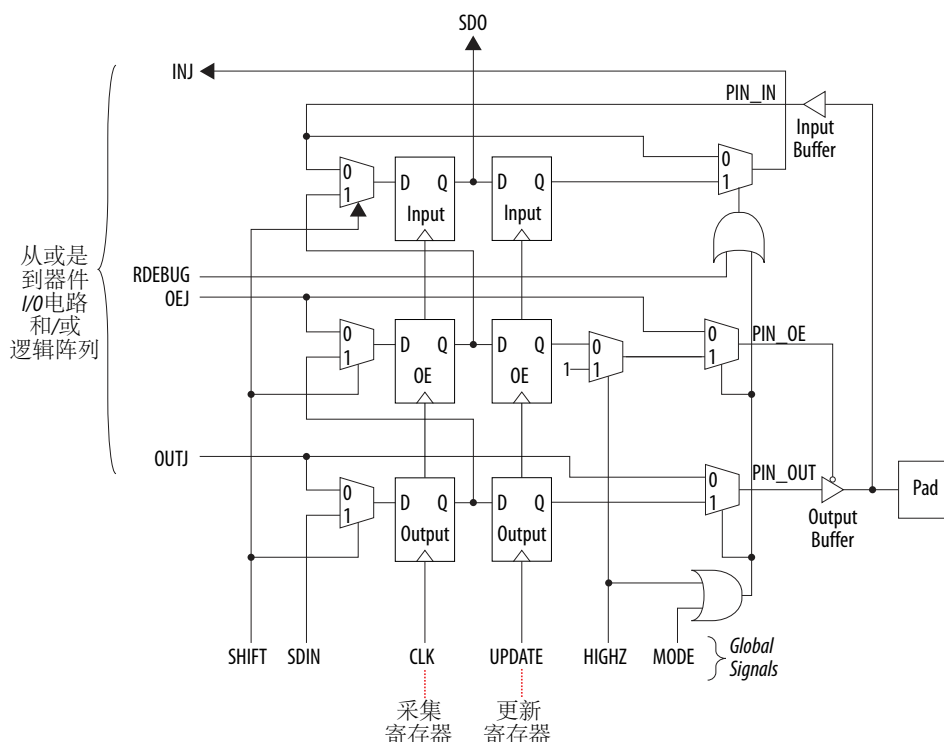 SDO
INJ
PIN_IN
Input
Buffer
0
1
D Q
Input
D Q
Input
0
1
从或是
到器件
I/O电路
和/或
逻辑阵列
RDEBUG
OEJ
0
1
D Q
OE
D Q
OE
0
1
1
0
1
PIN_OE
OUTJ
0
1
D Q
Output
D Q
Output
0
1
PIN_OUT
Output
Buffer
Pad
SHIFT
SDIN
CLK
UPDATE
HIGHZ
MODE
Global
Signals
采集
寄存器
更新
寄存器